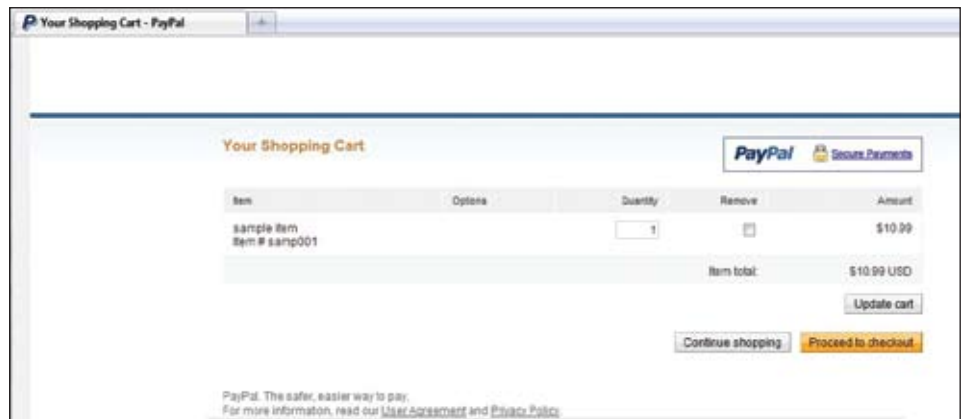 Your Shopping Cart - PayPal
Your Shopping Cart
PayPal Secure Payments
Item Options Quantity Remove Amount
sample item 1 $10.99
Item # samp001
Item total: $10.99 USD
Update cart
Continue shopping Proceed to checkout
PayPal. The safer, easier way to pay.
For more information, read our User Agreement and Privacy Policy.